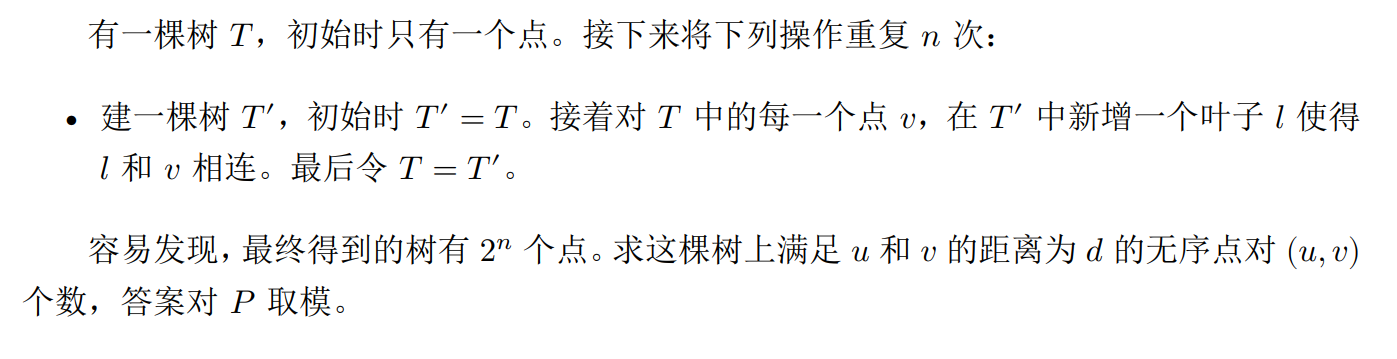 有一棵树 T，初始时只有一个点。接下来将下列操作重复 n 次：
• 建一棵树 T′，初始时 T′ = T。接着对 T 中的每一个点 v，在 T′ 中新增一个叶子 l 使得
l 和 v 相连。最后令 T = T′。
容易发现，最终得到的树有 2ⁿ 个点。求这棵树上满足 u 和 v 的距离为 d 的无序点对 (u, v)
个数，答案对 P 取模。